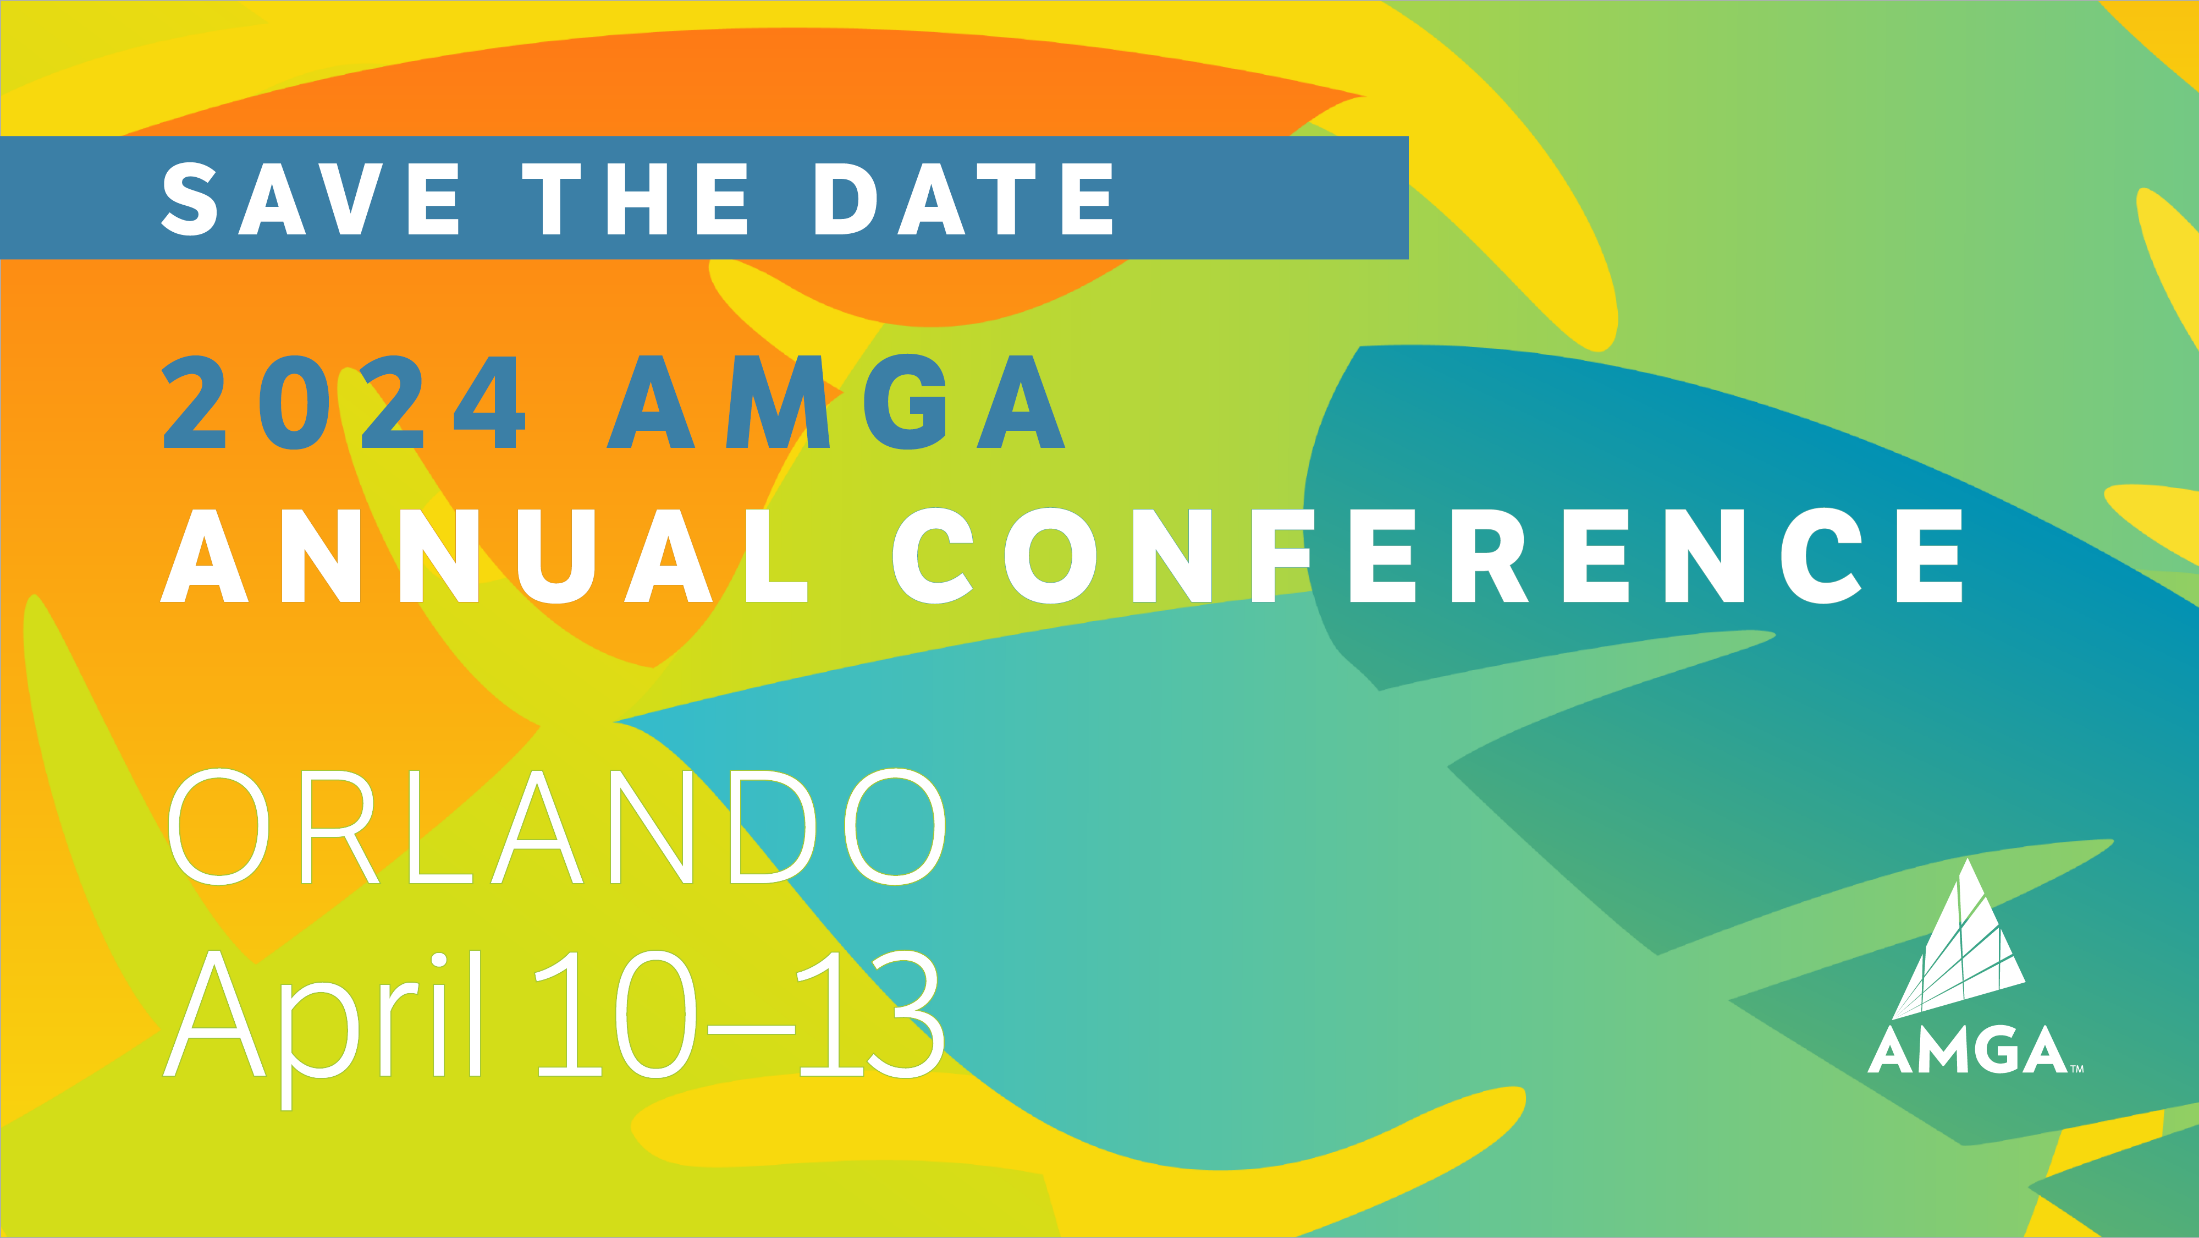 SAVE THE DATE
2024 AMGA
ANNUAL CONFERENCE
ORLANDO
April 10–13
AMGA™